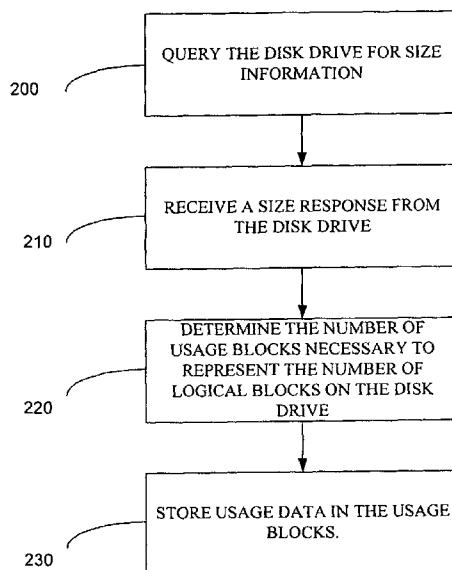 QUERY THE DISK DRIVE FOR SIZE
INFORMATION
200
RECEIVE A SIZE RESPONSE FROM
THE DISK DRIVE
210
DETERMINE THE NUMBER OF
USAGE BLOCKS NECESSARY TO
REPRESENT THE NUMBER OF
LOGICAL BLOCKS ON THE DISK
DRIVE
220
STORE USAGE DATA IN THE USAGE
BLOCKS.
230